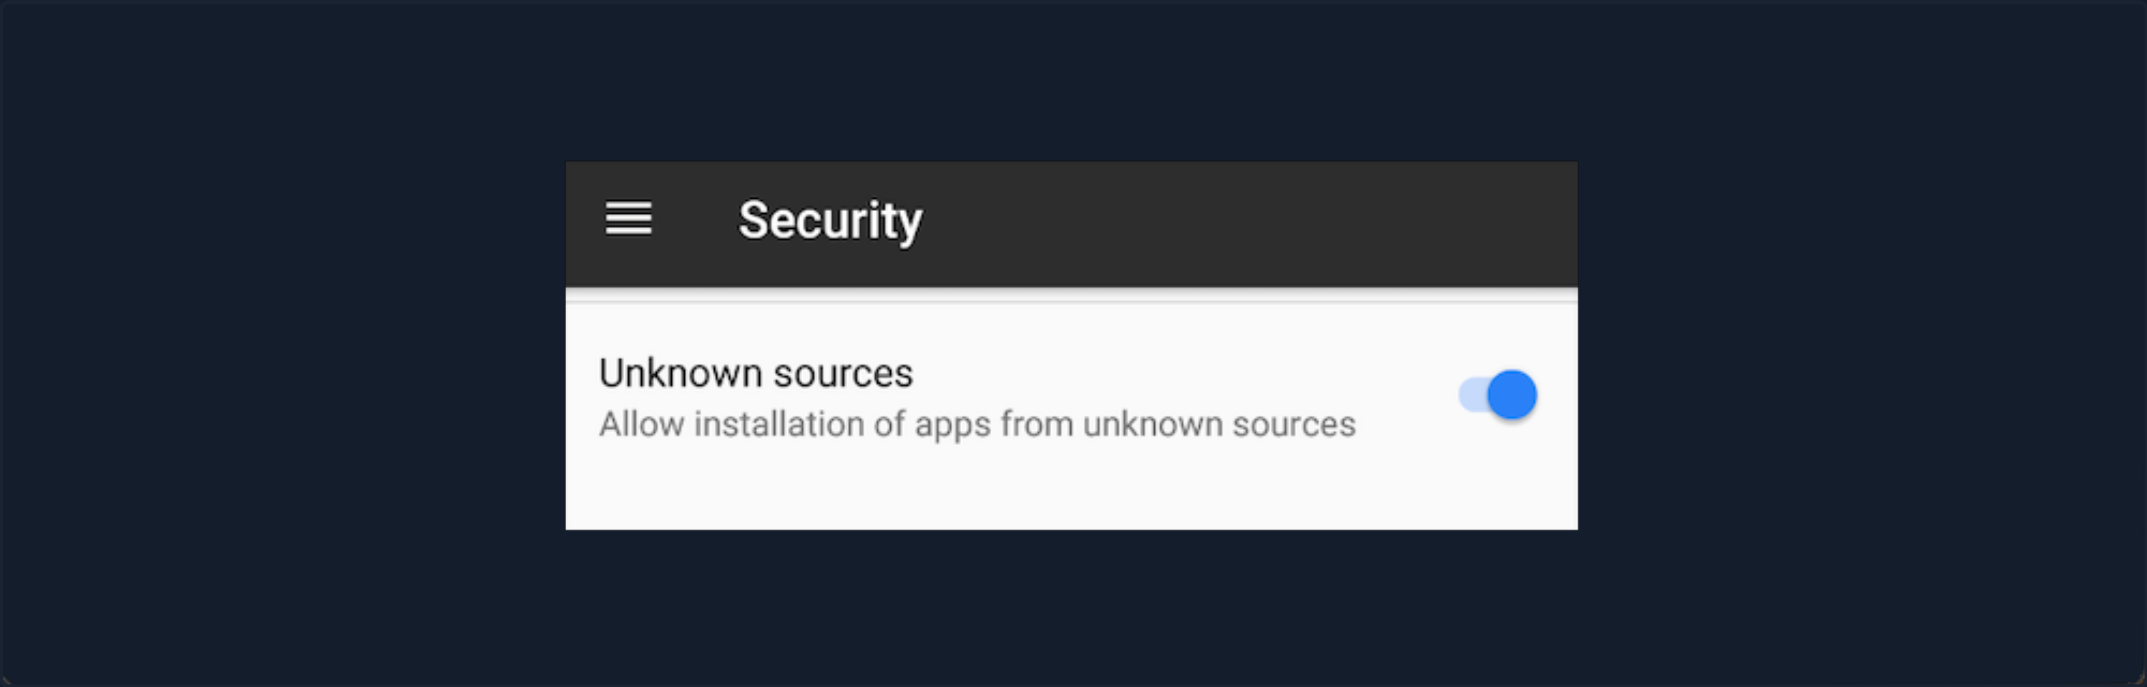 Security
Unknown sources
Allow installation of apps from unknown sources